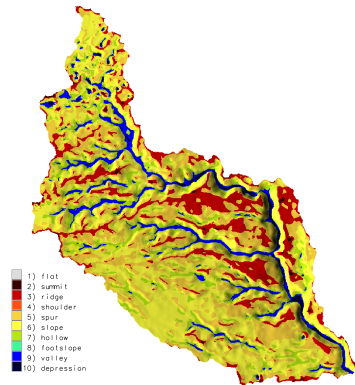 1) flat
2) summit
3) ridge
4) shoulder
5) spur
6) slope
7) hollow
8) footslope
9) valley
10) depression